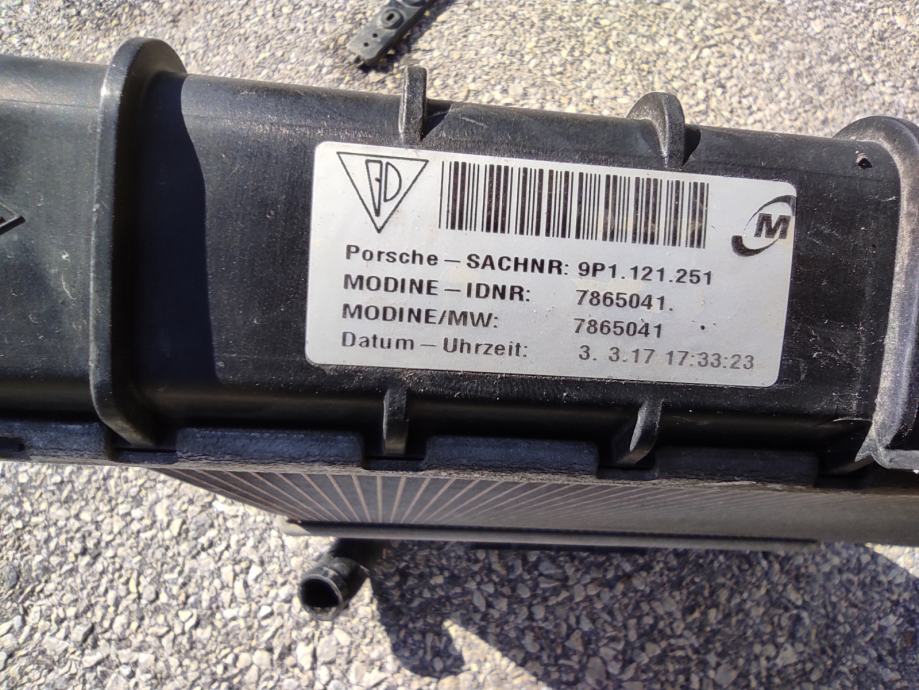 Porsche – SACHNR: 9P1.121.251
MODINE – IDNR: 7865041.
MODINE/MW: 7865041
Datum – Uhrzeit: 3. 3.17 17:33:23
M